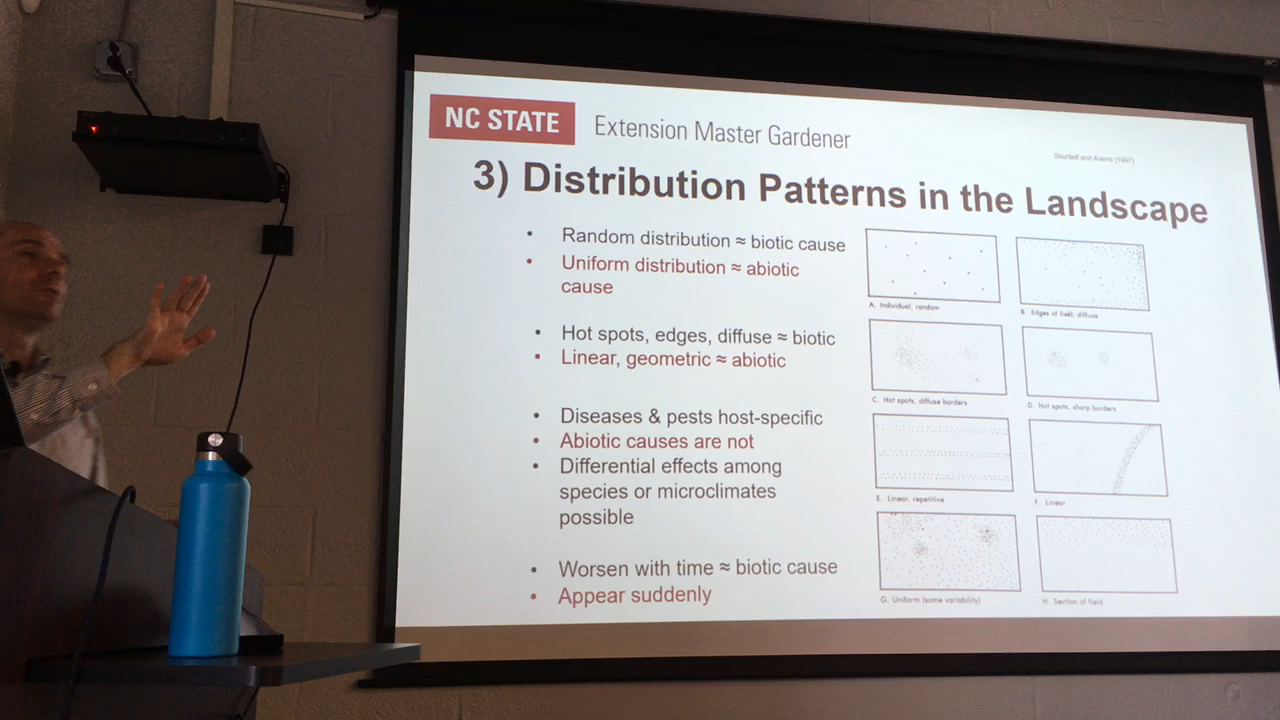 NC STATE Extension Master Gardener
Shurtleff and Averre (1997)
3) Distribution Patterns in the Landscape
• Random distribution ≈ biotic cause
• Uniform distribution ≈ abiotic
cause
• Hot spots, edges, diffuse ≈ biotic
• Linear, geometric ≈ abiotic
• Diseases & pests host-specific
• Abiotic causes are not
• Differential effects among
species or microclimates
possible
• Worsen with time ≈ biotic cause
• Appear suddenly
A. Individual, random
B. Edges of field, diffuse
C. Hot spots, diffuse borders
D. Hot spots, sharp borders
E. Linear, repetitive
F. Linear
G. Uniform (some variability)
H. Section of field